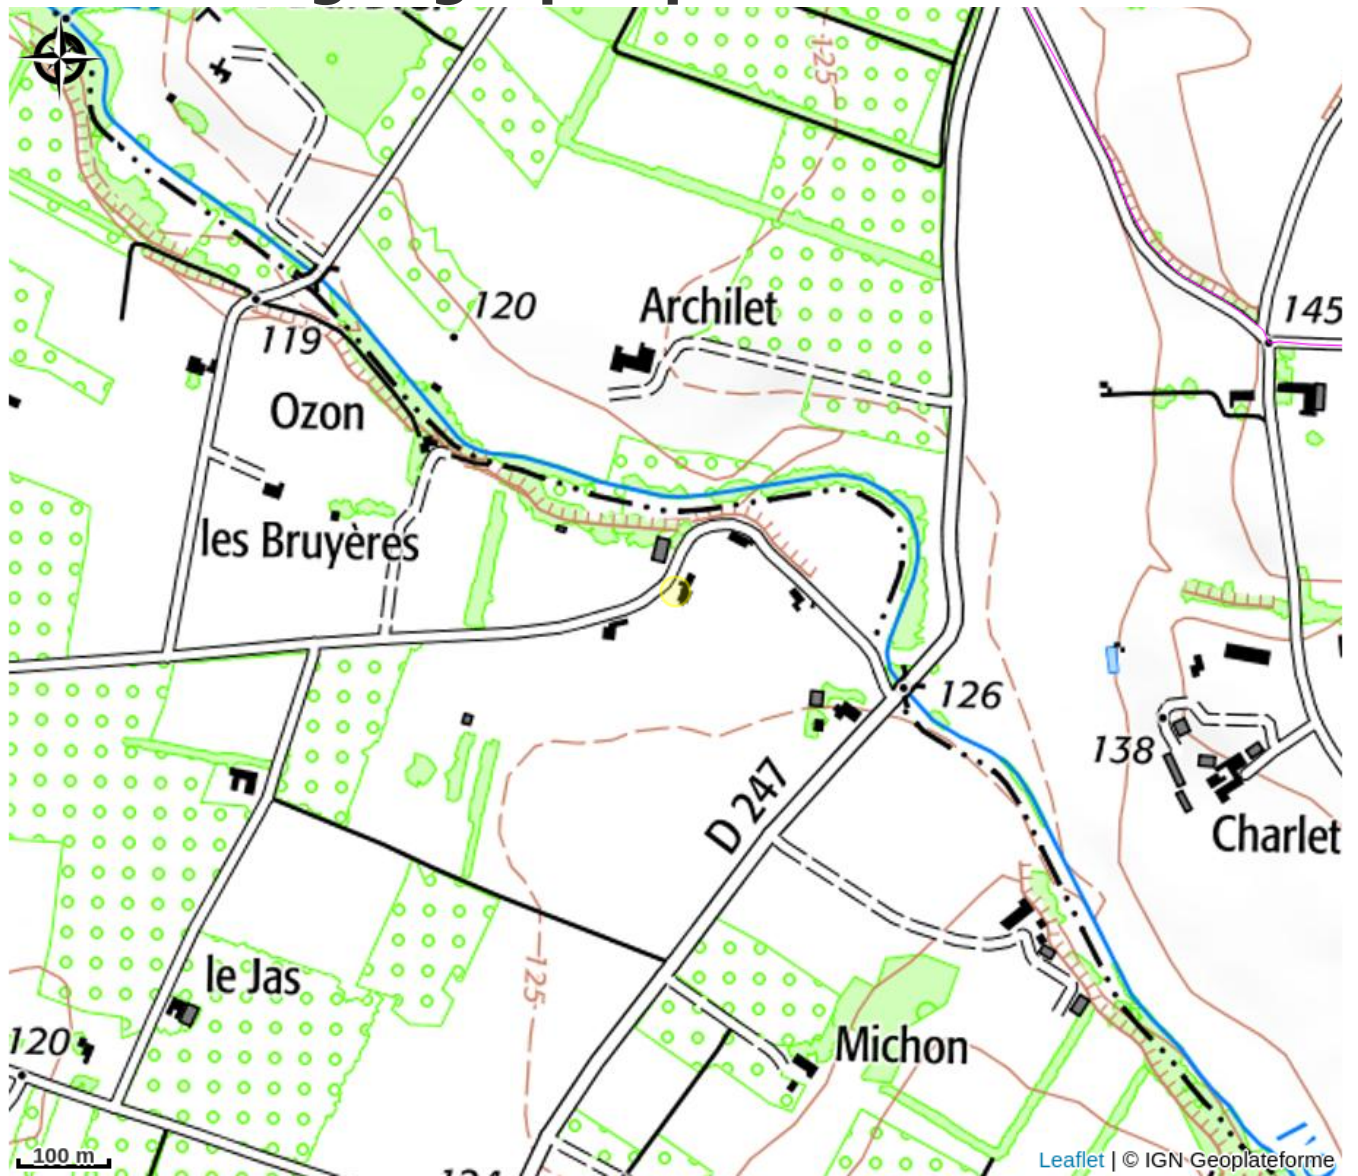 125
120
Archilet
145
119
Ozon
les Bruyères
126
138
D 247
Charlet
125
le Jas
Michon
120
100 m
Leaflet | © IGN Geoplateforme